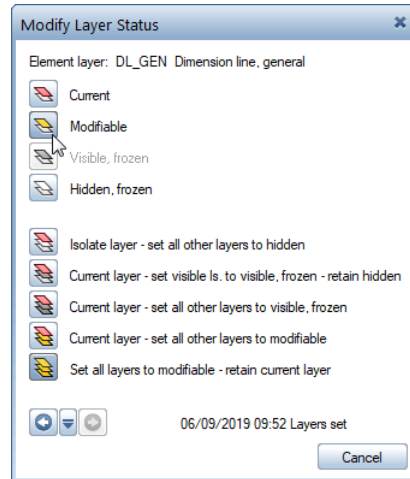 Modify Layer Status
Element layer: DL_GEN Dimension line, general
Current
Modifiable
Visible, frozen
Hidden, frozen
Isolate layer - set all other layers to hidden
Current layer - set visible ls. to visible, frozen - retain hidden
Current layer - set all other layers to visible, frozen
Current layer - set all other layers to modifiable
Set all layers to modifiable - retain current layer
06/09/2019 09:52 Layers set
Cancel